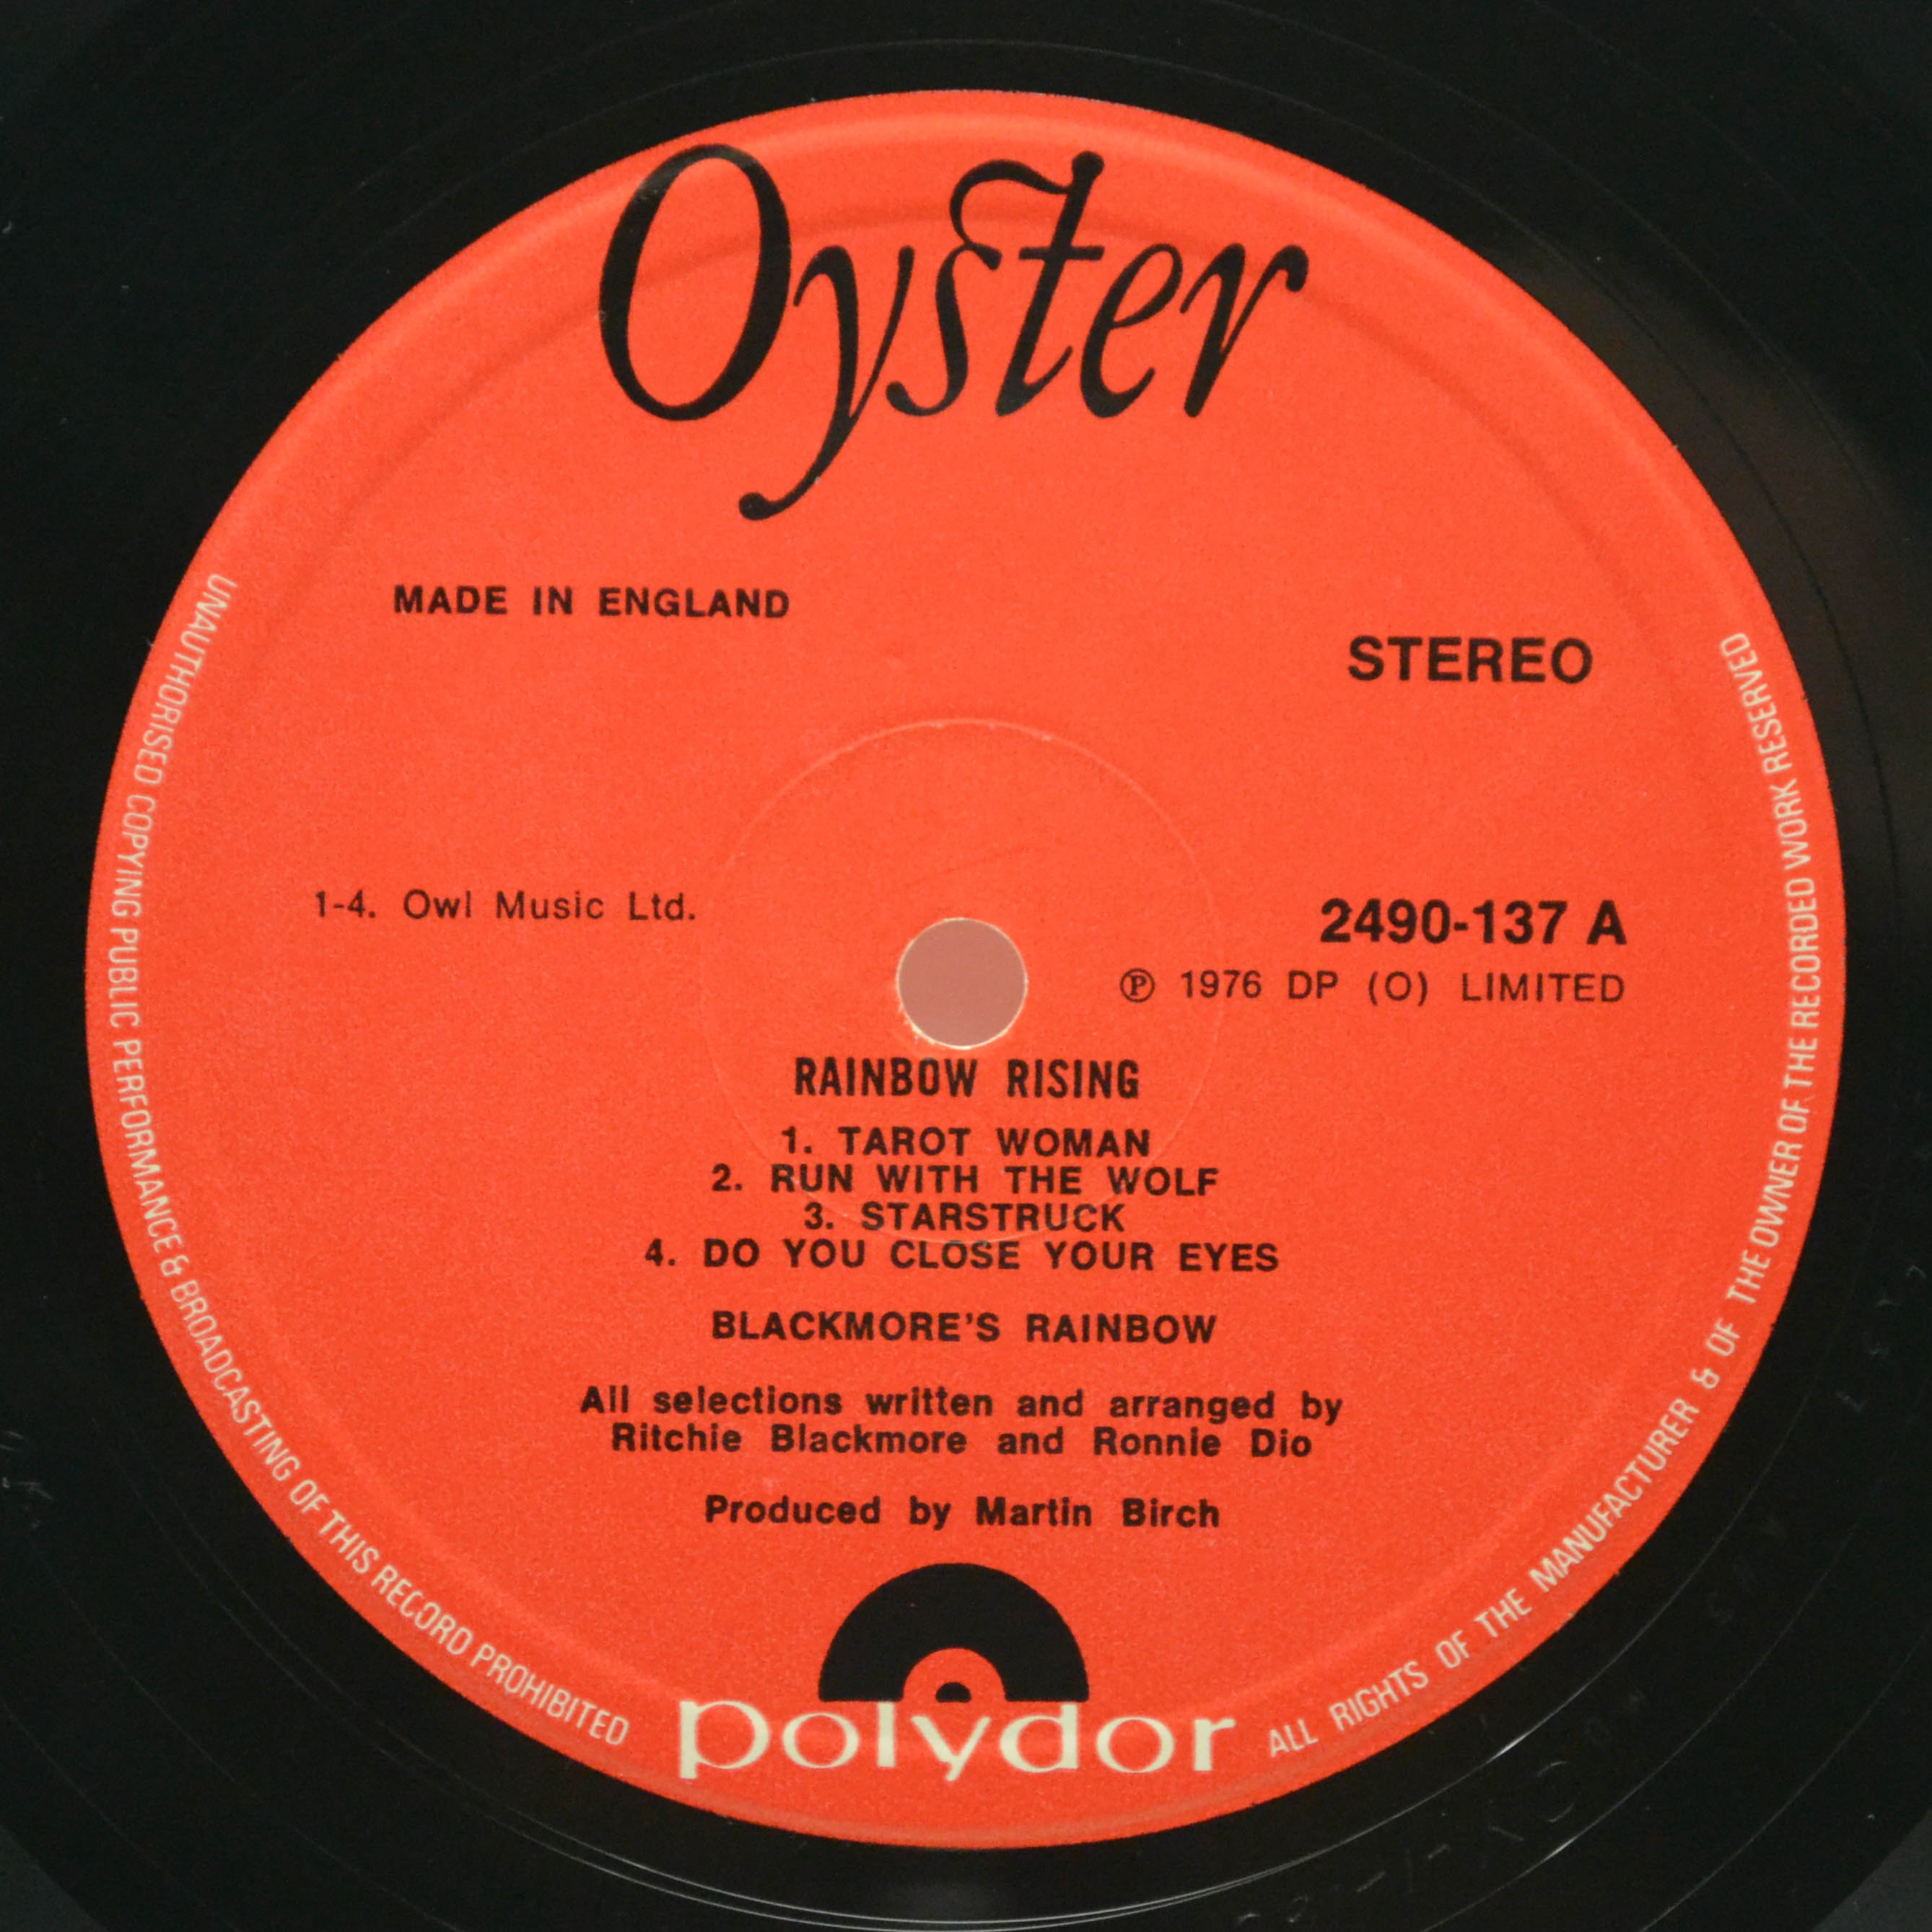 Oyster
MADE IN ENGLAND
STEREO
1-4. Owl Music Ltd.
2490-137 A
℗ 1976 DP (O) LIMITED
RAINBOW RISING
1. TAROT WOMAN
2. RUN WITH THE WOLF
3. STARSTRUCK
4. DO YOU CLOSE YOUR EYES
BLACKMORE'S RAINBOW
All selections written and arranged by
Ritchie Blackmore and Ronnie Dio
Produced by Martin Birch
polydor
UNAUTHORISED COPYING PUBLIC PERFORMANCE & BROADCASTING OF THIS RECORD PROHIBITED
ALL RIGHTS OF THE MANUFACTURER & OF THE OWNER OF THE RECORDED WORK RESERVED